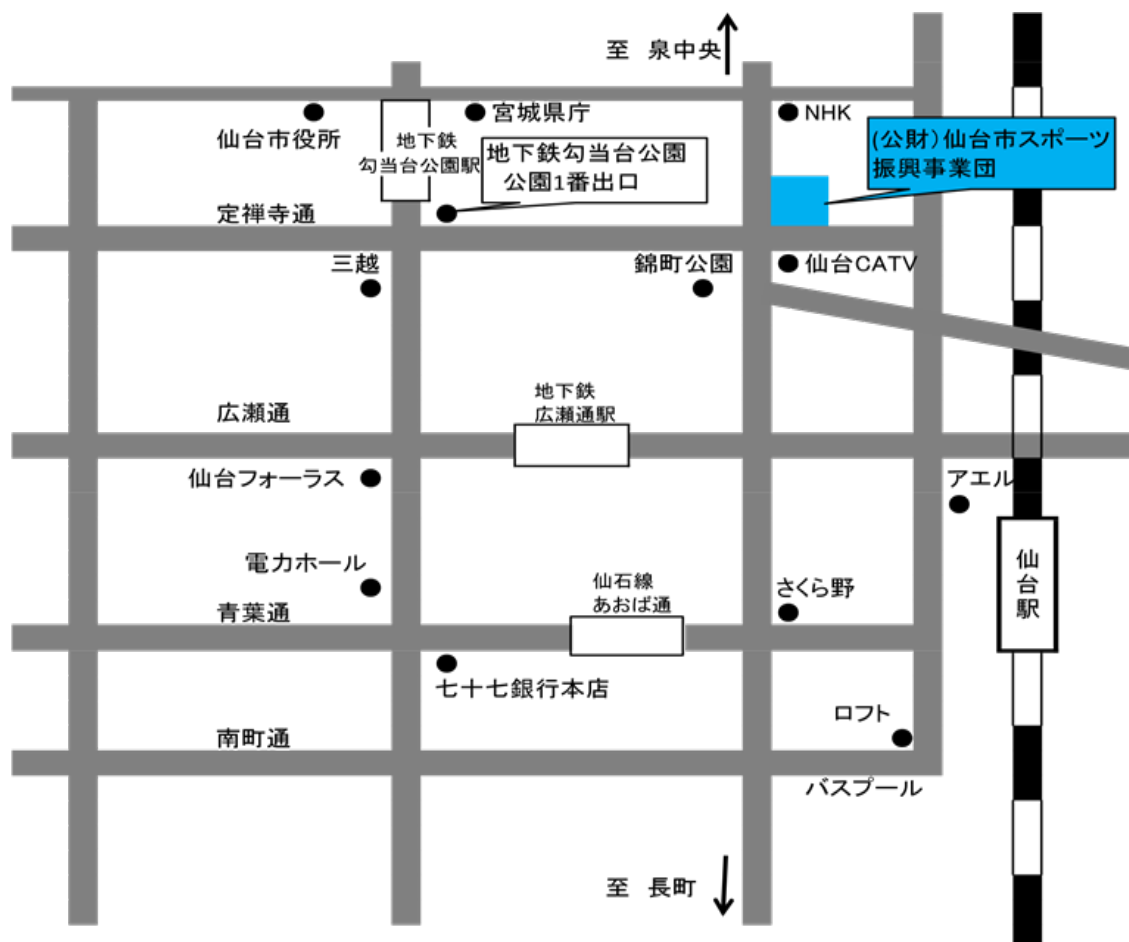 至 泉中央
仙台市役所
地下鉄
勾当台公園駅
宮城県庁
地下鉄勾当台公園
公園1番出口
NHK
(公財)仙台市スポーツ
振興事業団
定禅寺通
三越
錦町公園
仙台CATV
広瀬通
地下鉄
広瀬通駅
仙台フォーラス
アエル
電力ホール
仙石線
あおば通
さくら野
仙台駅
青葉通
七十七銀行本店
ロフト
南町通
バスプール
至 長町